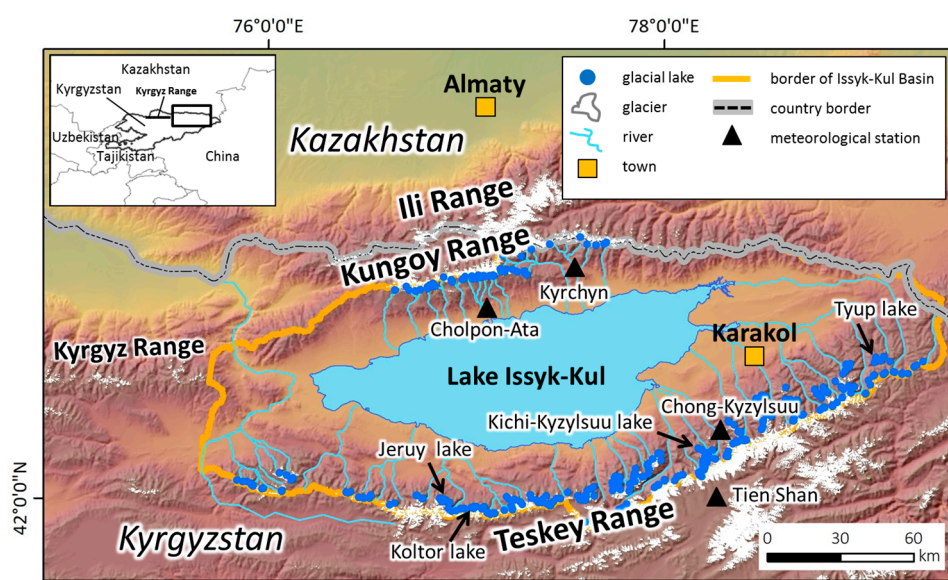 76°0'0"E
78°0'0"E
Kazakhstan
Kyrgyzstan
Kyrgyz Range
Uzbekistan
Tajikistan
China
Almaty
Kazakhstan
glacial lake
glacier
river
town
border of Issyk-Kul Basin
country border
meteorological station
Ili Range
Kungoy Range
Kyrchyn
Cholpon-Ata
Tyup lake
Karakol
Kyrgyz Range
Lake Issyk-Kul
Chong-Kyzylsuu
Kichi-Kyzylsuu lake
Jeruy lake
42°0'0"N
Tien Shan
Teskey Range
Koltor lake
Kyrgyzstan
0 30 60
km